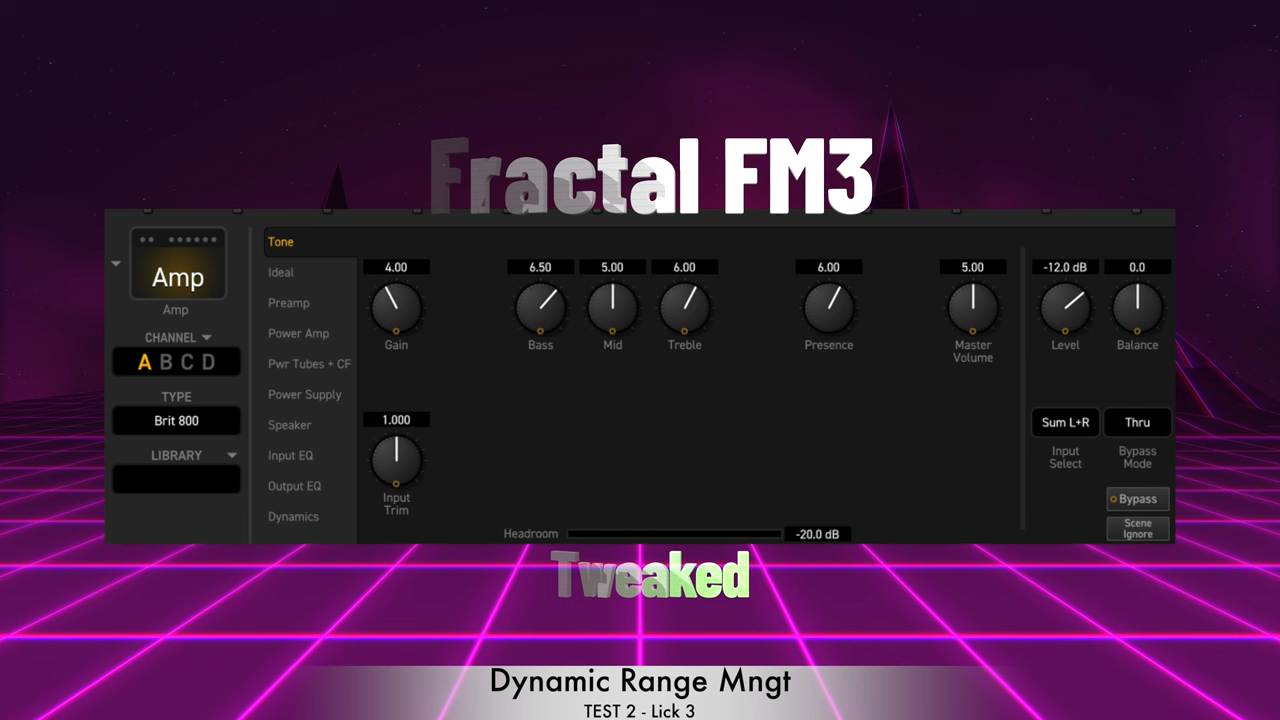 Fractal FM3
Amp
Amp
CHANNEL
A B C D
TYPE
Brit 800
LIBRARY
Tone
Ideal
Preamp
Power Amp
Pwr Tubes + CF
Power Supply
Speaker
Input EQ
Output EQ
Dynamics
4.00
Gain
6.50
Bass
5.00
Mid
6.00
Treble
6.00
Presence
5.00
Master
Volume
-12.0 dB
Level
0.0
Balance
1.000
Input
Trim
Sum L+R
Input
Select
Thru
Bypass
Mode
Bypass
Scene
Ignore
Headroom
-20.0 dB
Tweaked
Dynamic Range Mngt
TEST 2 - Lick 3